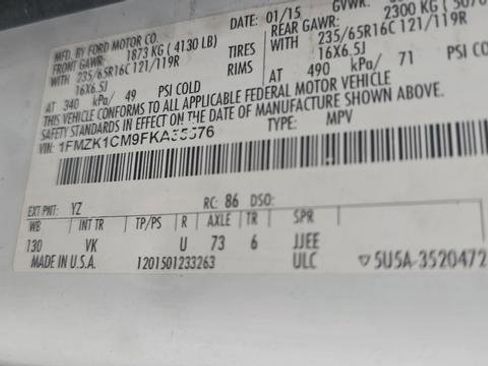 MFD. BY FORD MOTOR CO.
DATE: 01/15 GVWR:
FRONT GAWR: 1873 KG ( 4130 LB)
REAR GAWR: 2300 KG
WITH 235/65R16C 121/119R TIRES WITH 235/65R16C 121/119R
16X6.5J RIMS 16X6.5J
AT 340 kPa/ 49 PSI COLD AT 490 kPa/ 71 PSI COLD
THIS VEHICLE CONFORMS TO ALL APPLICABLE FEDERAL MOTOR VEHICLE
SAFETY STANDARDS IN EFFECT ON THE DATE OF MANUFACTURE SHOWN ABOVE.
VIN: 1FMZK1CM9FKA
TYPE: MPV
EXT PNT: YZ RC: 86 DSO:
WB INT TR TP/PS R AXLE TR SPR
130 VK U 73 6 JJEE
MADE IN U.S.A. 1201501233263 ULC 5U5A-3520472